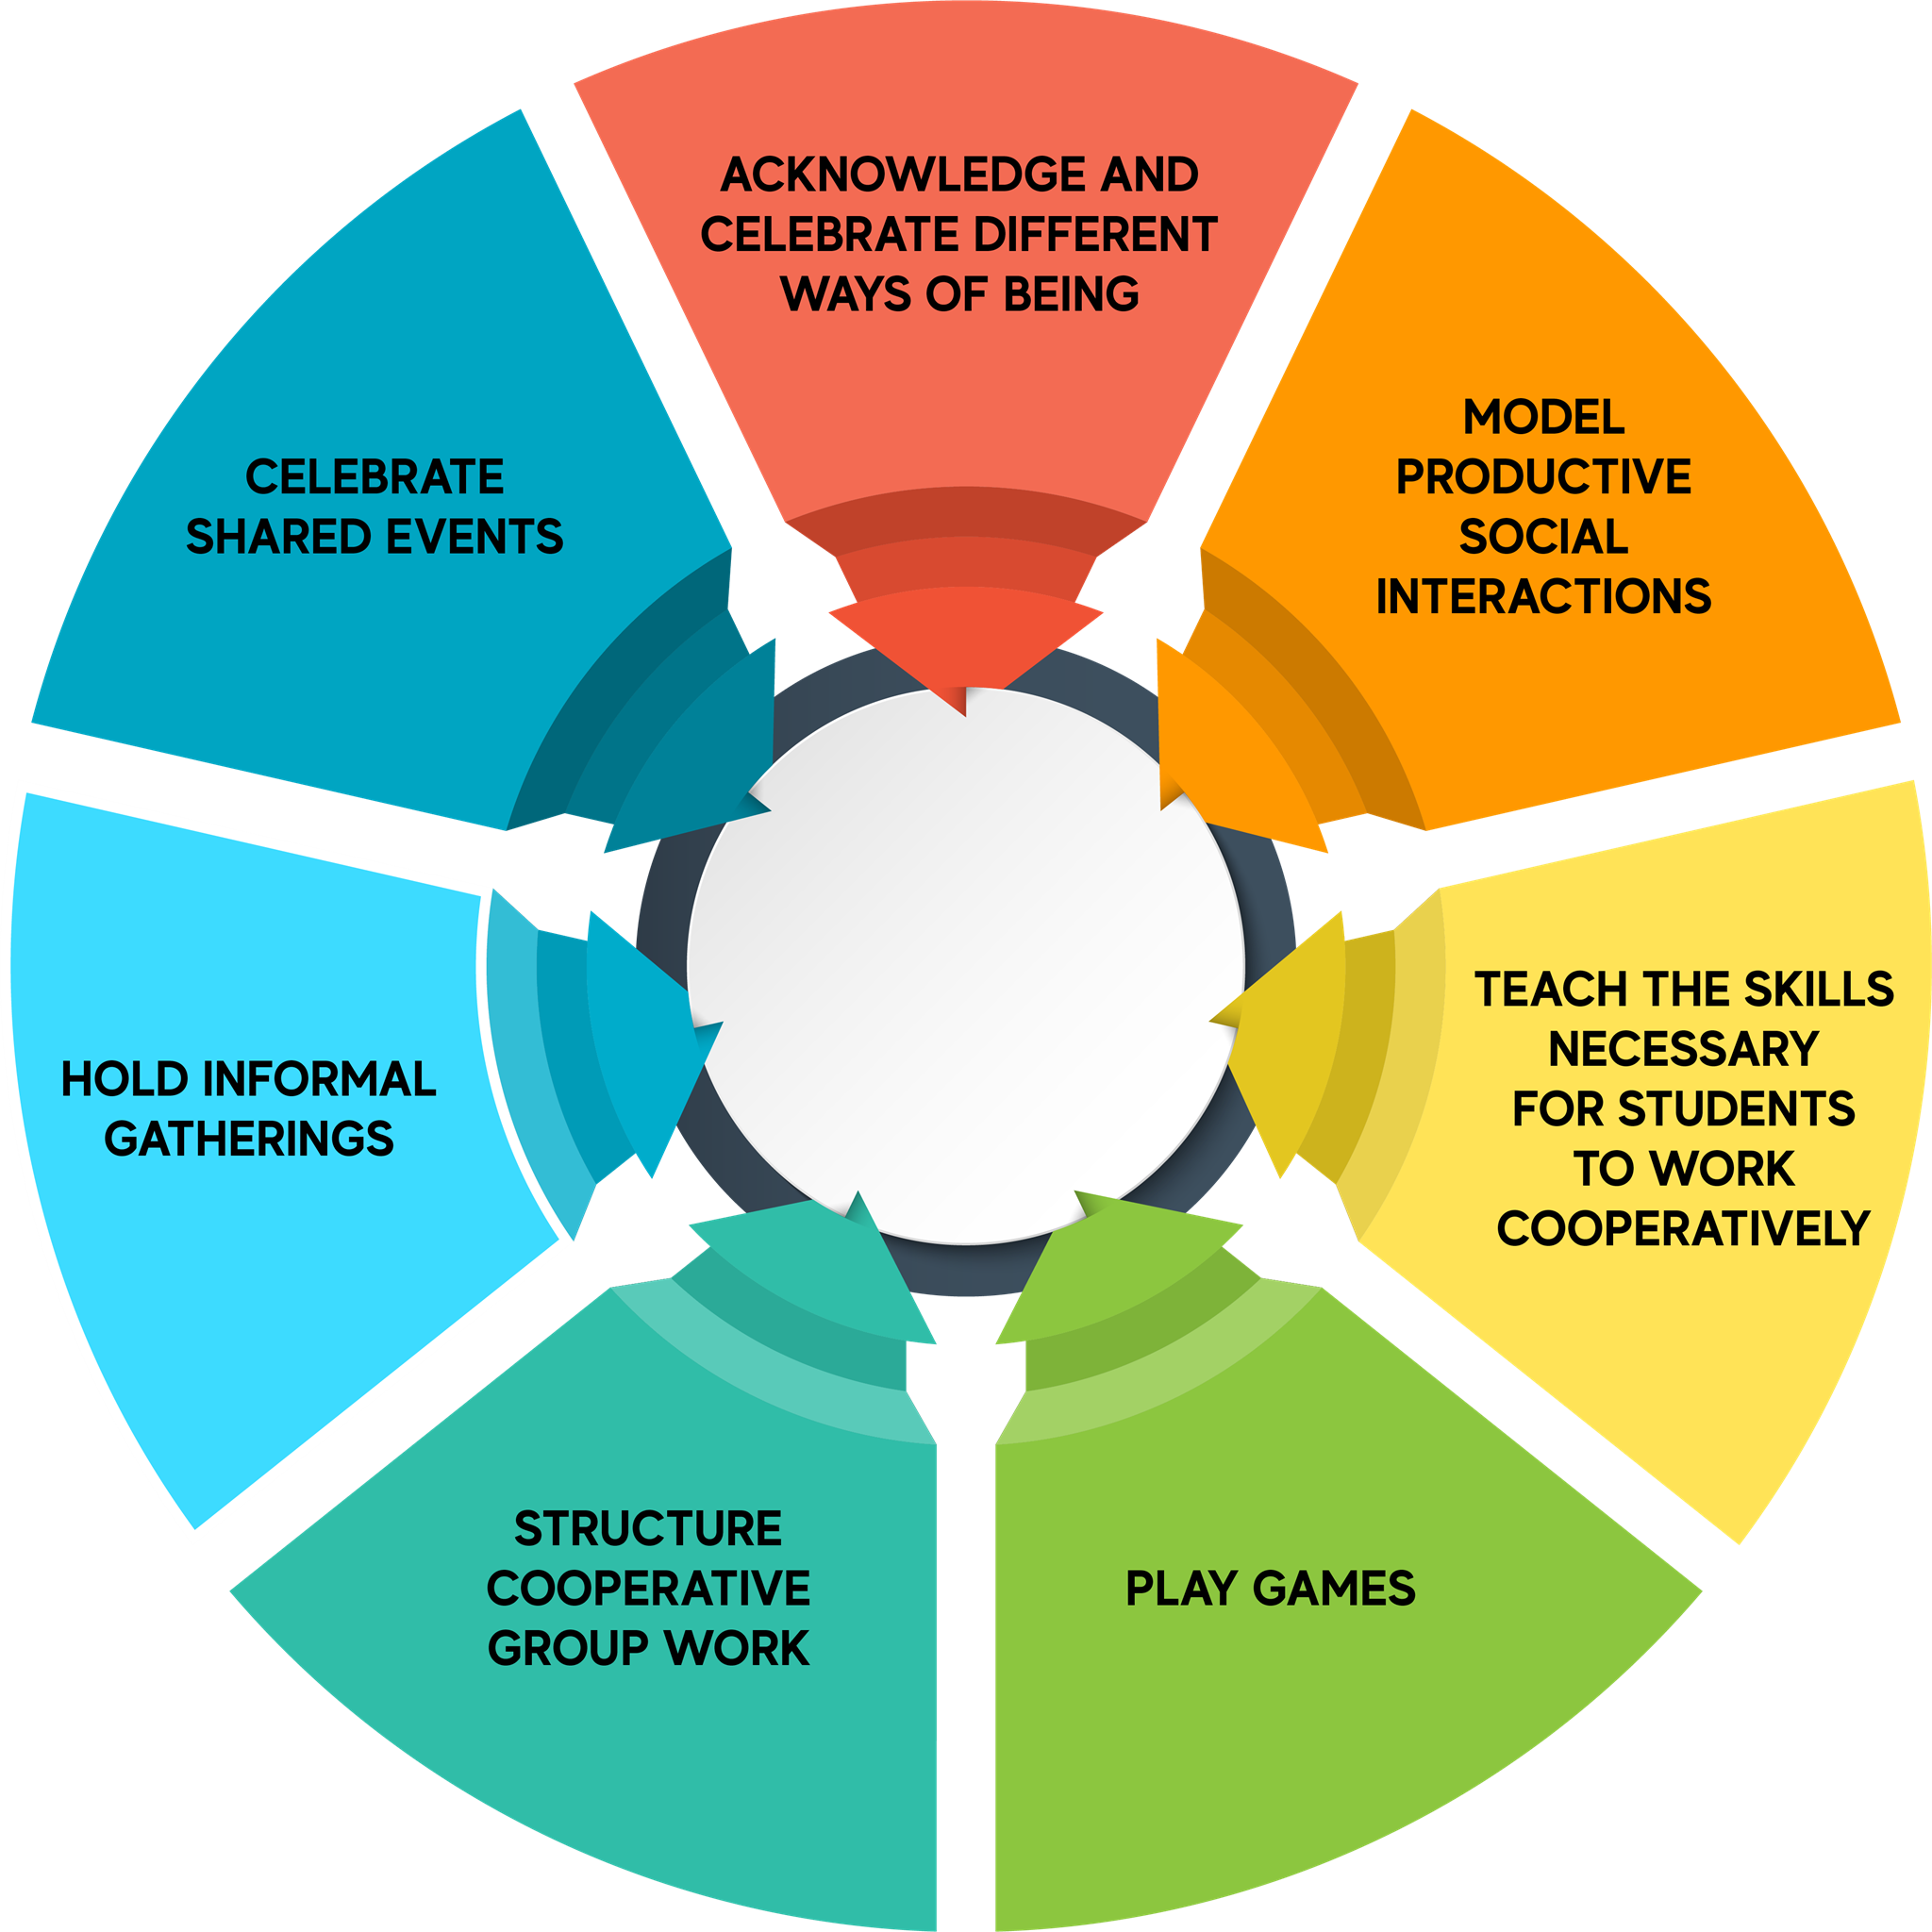 ACKNOWLEDGE AND
CELEBRATE DIFFERENT
WAYS OF BEING
MODEL
PRODUCTIVE
SOCIAL
INTERACTIONS
TEACH THE SKILLS
NECESSARY
FOR STUDENTS
TO WORK
COOPERATIVELY
PLAY GAMES
STRUCTURE
COOPERATIVE
GROUP WORK
HOLD INFORMAL
GATHERINGS
CELEBRATE
SHARED EVENTS